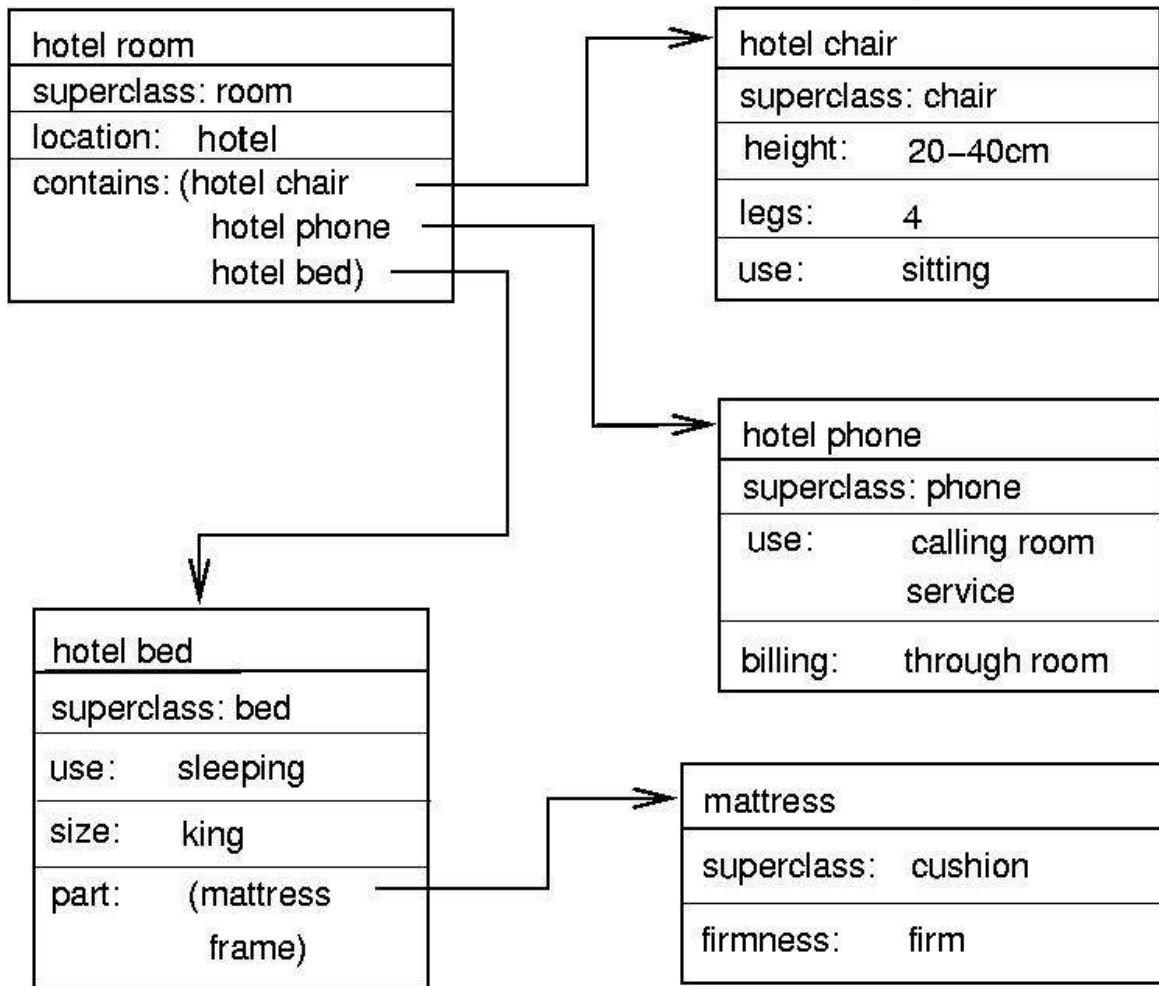 hotel room
superclass: room
location: hotel
contains: (hotel chair
hotel phone
hotel bed)
hotel chair
superclass: chair
height: 20–40cm
legs: 4
use: sitting
hotel phone
superclass: phone
use: calling room
service
billing: through room
hotel bed
superclass: bed
use: sleeping
size: king
part: (mattress
frame)
mattress
superclass: cushion
firmness: firm